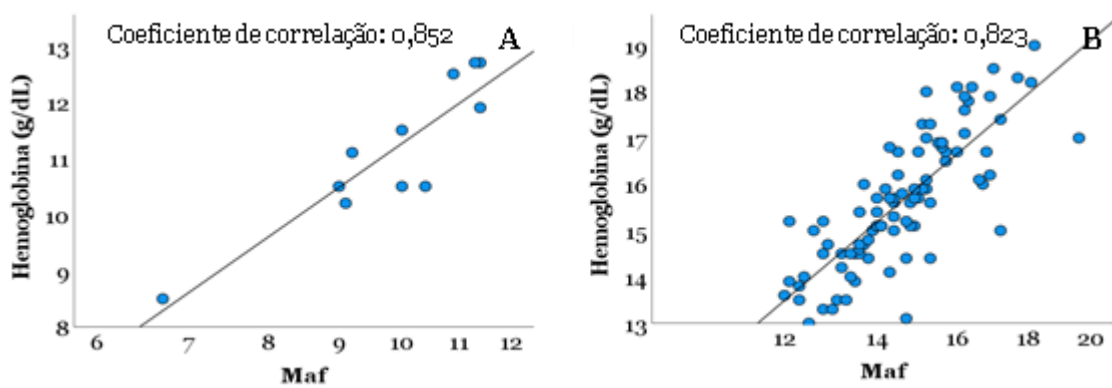 Coeficiente de correlação: 0,852
A
Hemoglobina (g/dL)
13
12
11
10
9
8
6 7 8 9 10 11 12
Maf
Coeficiente de correlação: 0,823
B
Hemoglobina (g/dL)
19
18
17
16
15
14
13
12 14 16 18 20
Maf